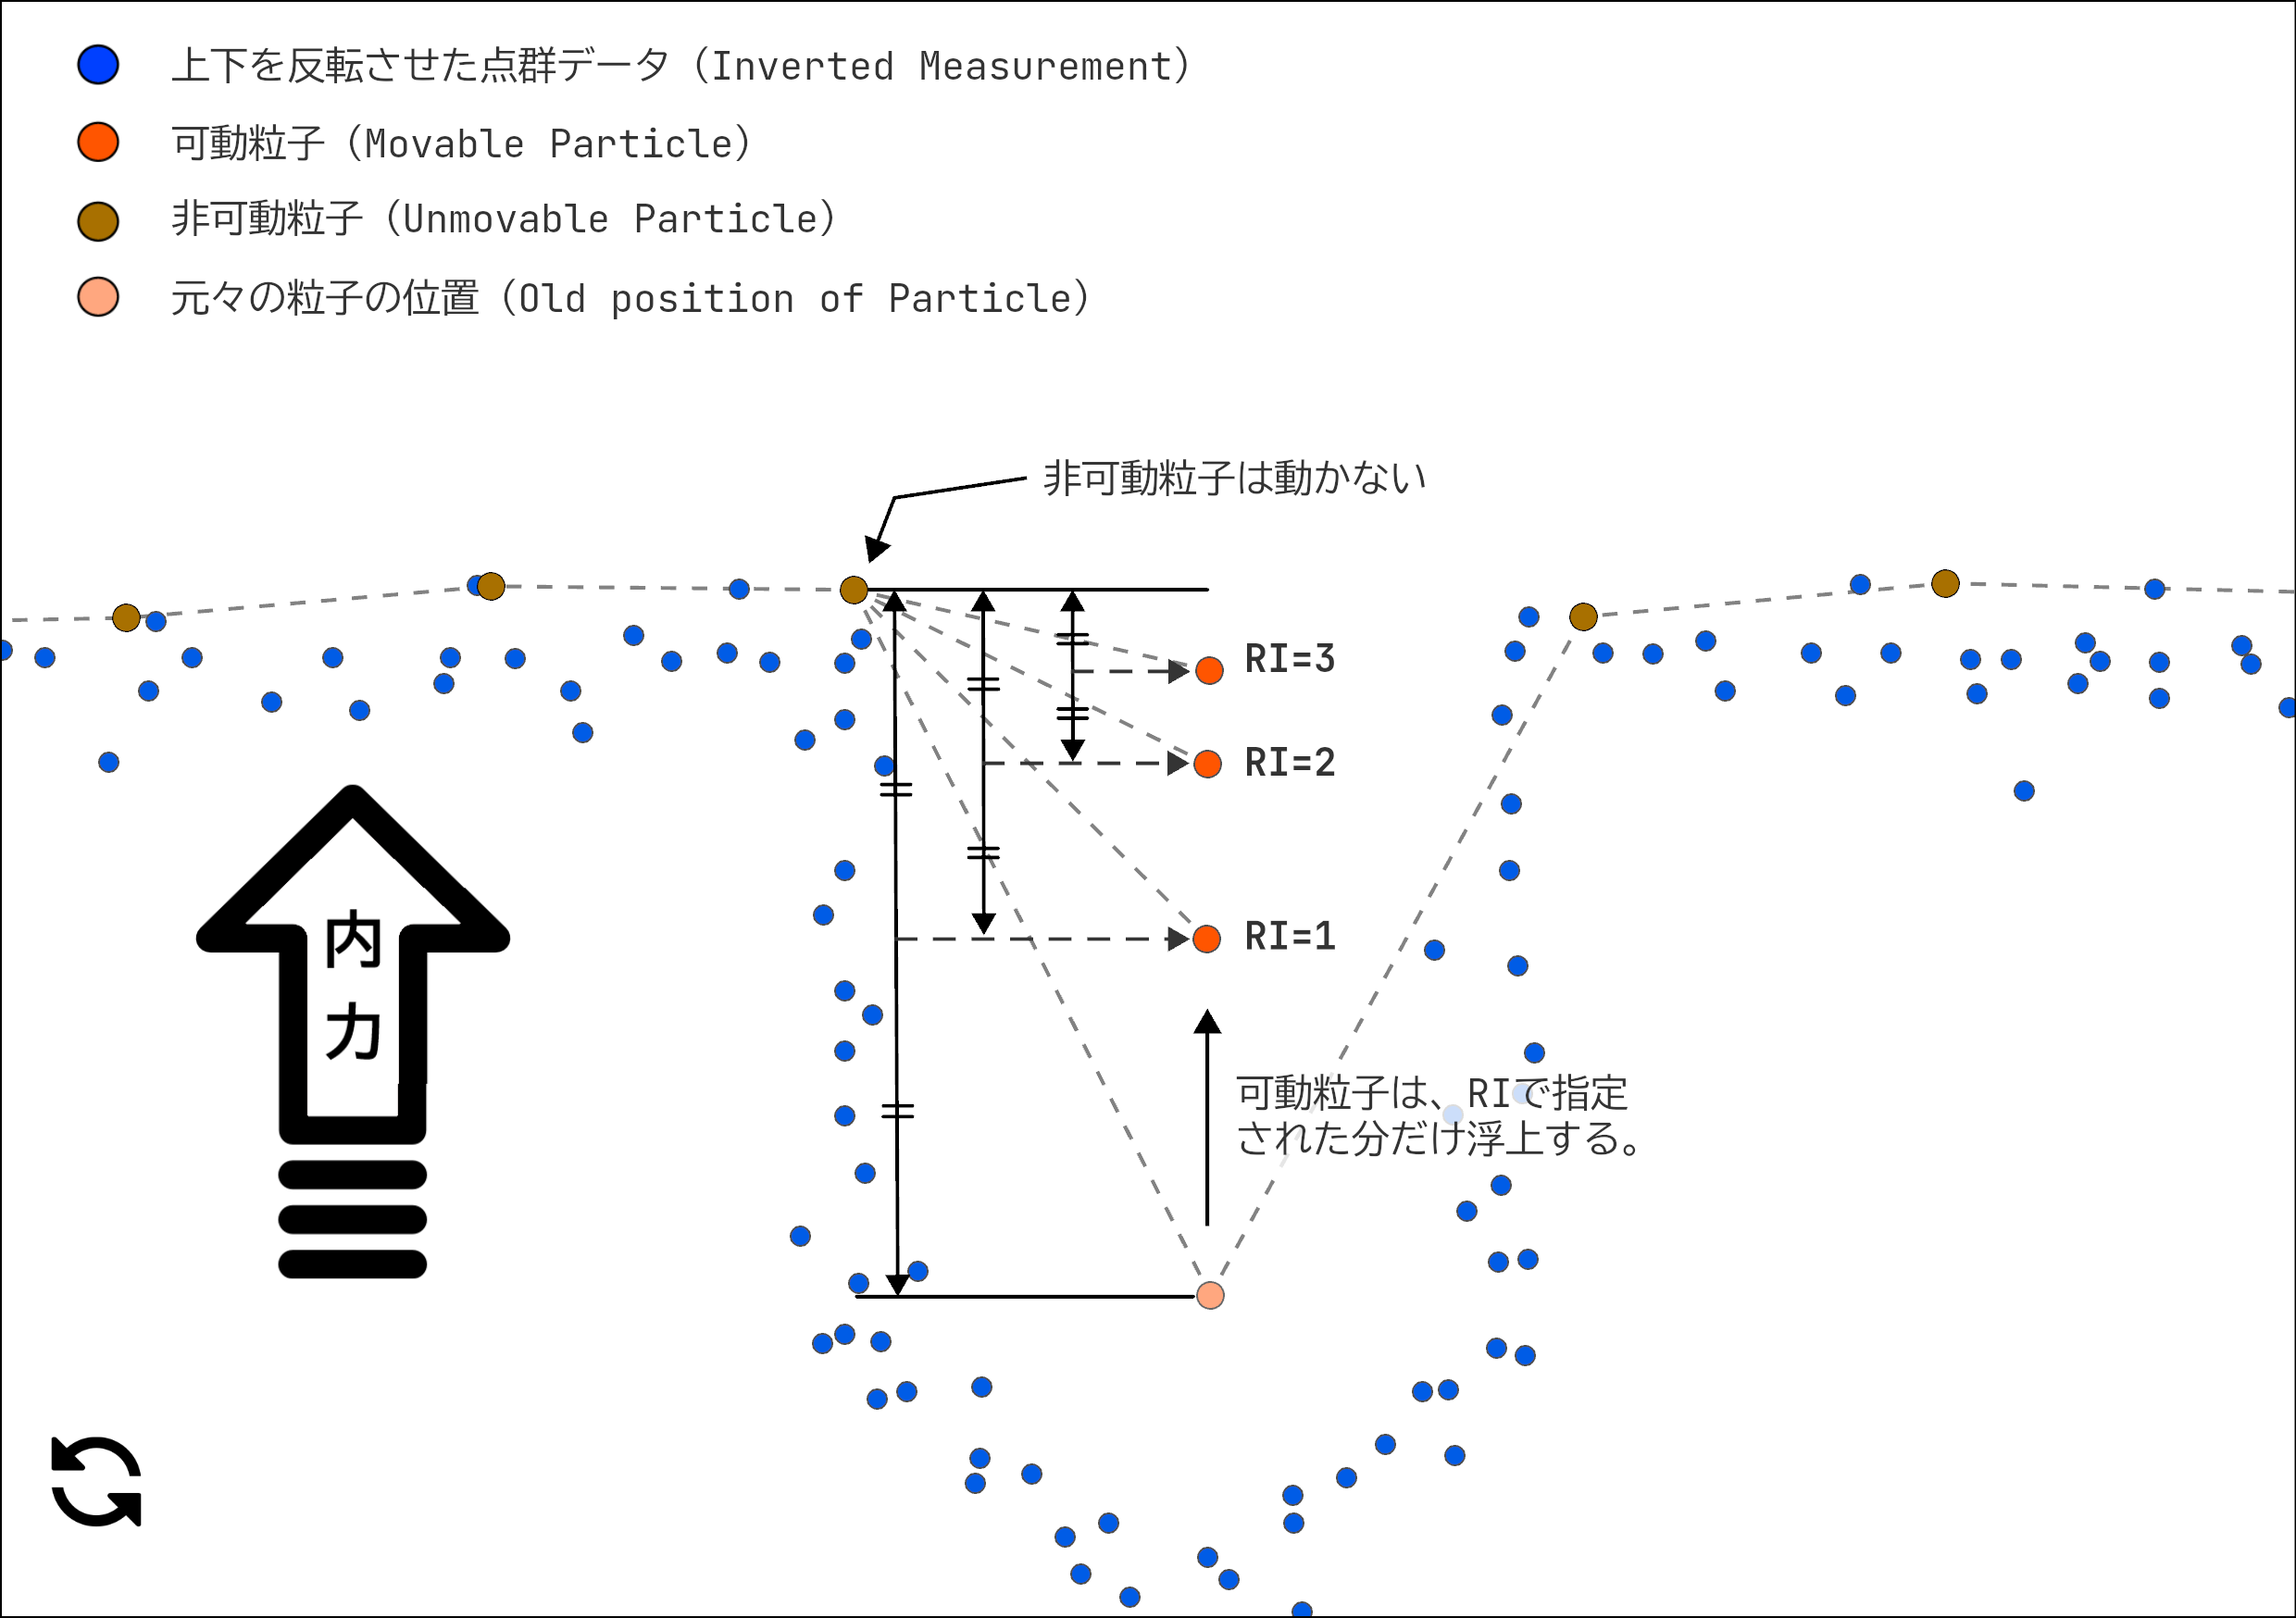 上下を反転させた点群データ（Inverted Measurement）
可動粒子（Movable Particle）
非可動粒子（Unmovable Particle）
元々の粒子の位置（Old position of Particle）
非可動粒子は動かない
RI=3
RI=2
RI=1
内
力
可動粒子は、RIで指定
された分だけ浮上する。